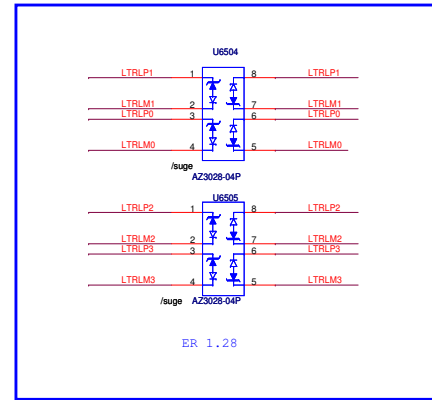 U6504
LTRLP1 1 8 LTRLP1
LTRLM1 2 7 LTRLM1
LTRLP0 3 6 LTRLP0
LTRLM0 4 5 LTRLM0
/suge
AZ3028-04P
U6505
LTRLP2 1 8 LTRLP2
LTRLM2 2 7 LTRLM2
LTRLP3 3 6 LTRLP3
LTRLM3 4 5 LTRLM3
/suge AZ3028-04P
ER 1.28